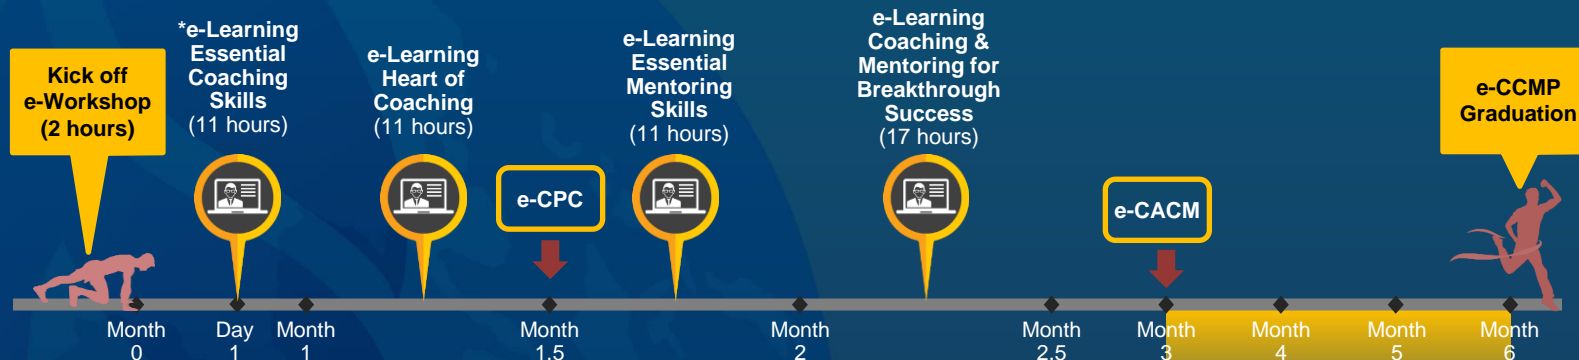 Kick off
e-Workshop
(2 hours)
*e-Learning
Essential
Coaching
Skills
(11 hours)
e-Learning
Heart of
Coaching
(11 hours)
e-CPC
e-Learning
Essential
Mentoring
Skills
(11 hours)
e-Learning
Coaching &
Mentoring for
Breakthrough
Success
(17 hours)
e-CACM
e-CCMP
Graduation
Month
0
Day
1
Month
1
Month
1.5
Month
2
Month
2.5
Month
3
Month
4
Month
5
Month
6